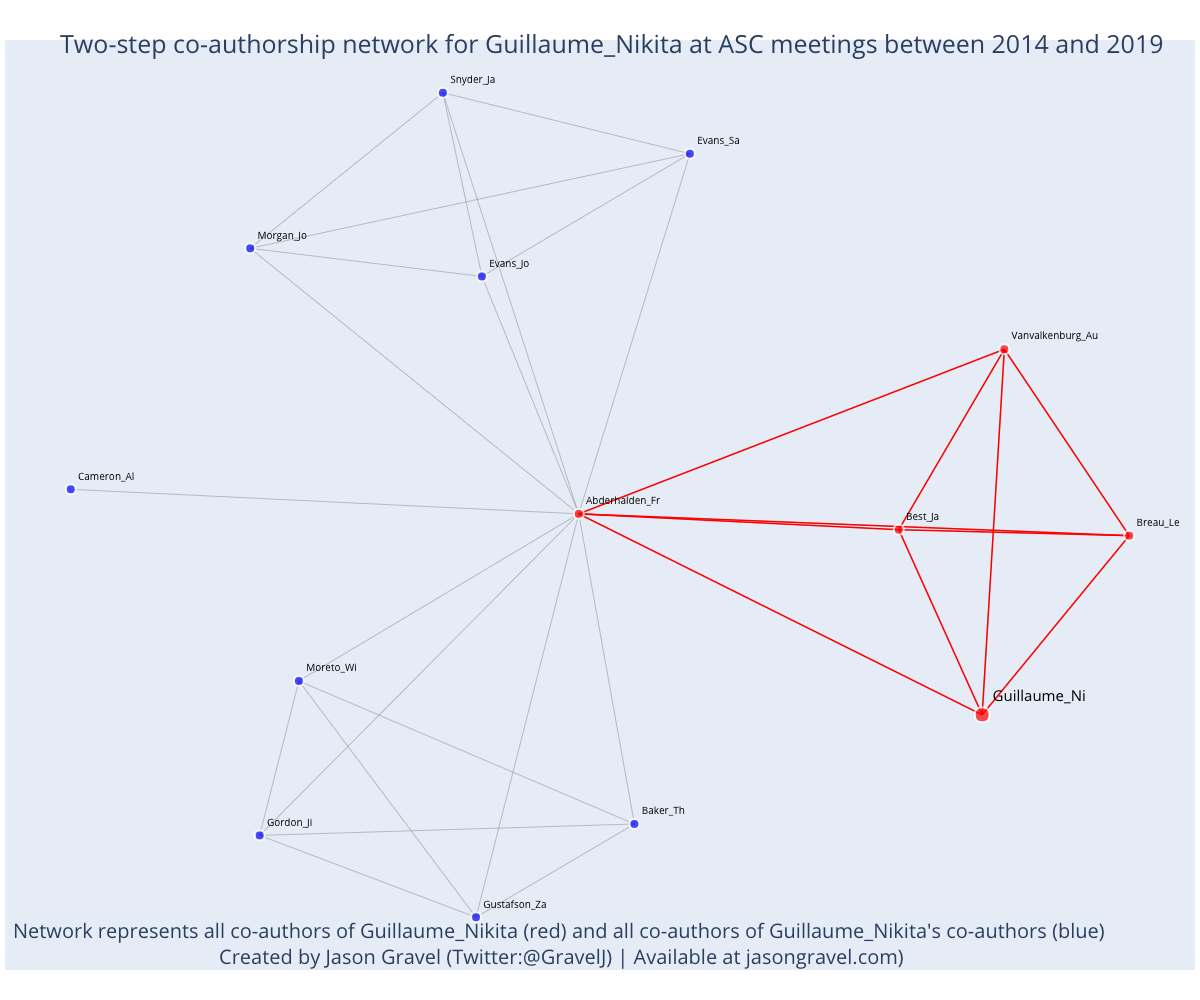 Two-step co-authorship network for Guillaume_Nikita at ASC meetings between 2014 and 2019
Snyder_Ja
Evans_Sa
Morgan_Jo
Evans_Jo
Vanvalkenburg_Au
Cameron_Al
Abderhalden_Fr
Best_Ja
Breau_Le
Moreto_Wi
Guillaume_Ni
Baker_Th
Gordon_Ji
Gustafson_Za
Network represents all co-authors of Guillaume_Nikita (red) and all co-authors of Guillaume_Nikita's co-authors (blue)
Created by Jason Gravel (Twitter:@GravelJ) | Available at jasongravel.com)